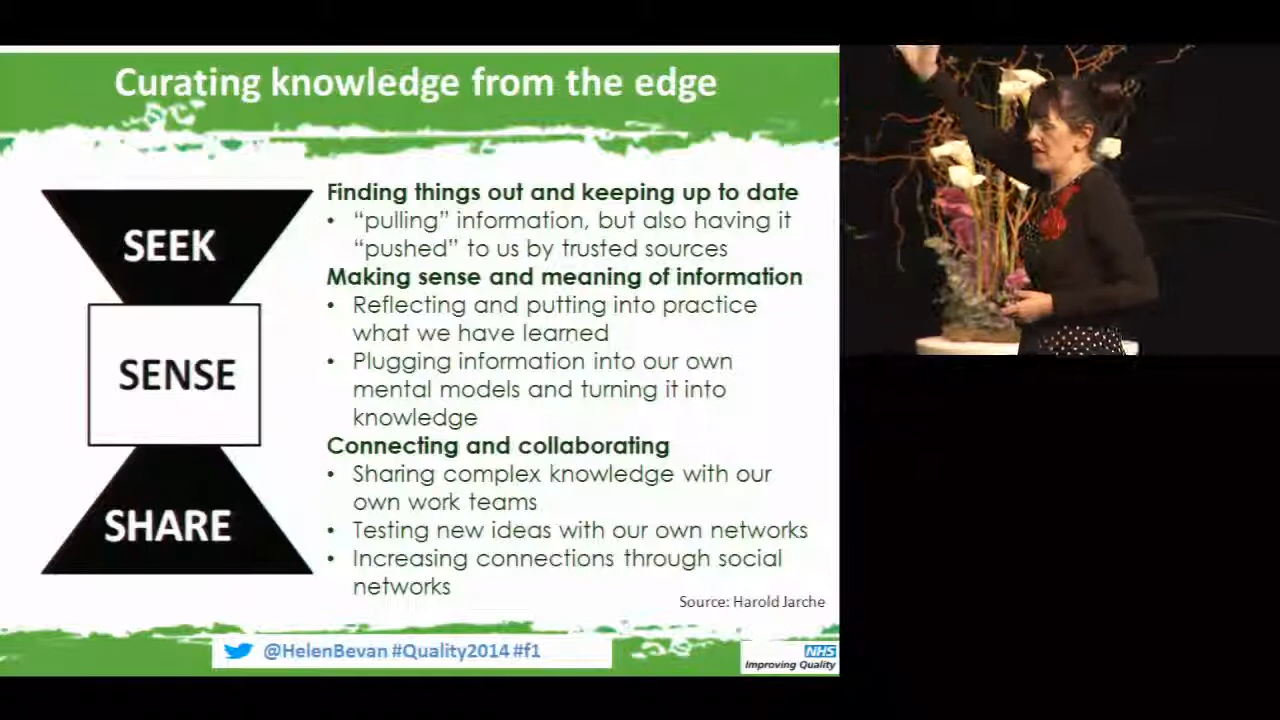 Curating knowledge from the edge
SEEK
Finding things out and keeping up to date
• “pulling” information, but also having it
“pushed” to us by trusted sources
SENSE
Making sense and meaning of information
• Reflecting and putting into practice
what we have learned
• Plugging information into our own
mental models and turning it into
knowledge
SHARE
Connecting and collaborating
• Sharing complex knowledge with our
own work teams
• Testing new ideas with our own networks
• Increasing connections through social
networks
Source: Harold Jarche
@HelenBevan #Quality2014 #f1
NHS
Improving Quality